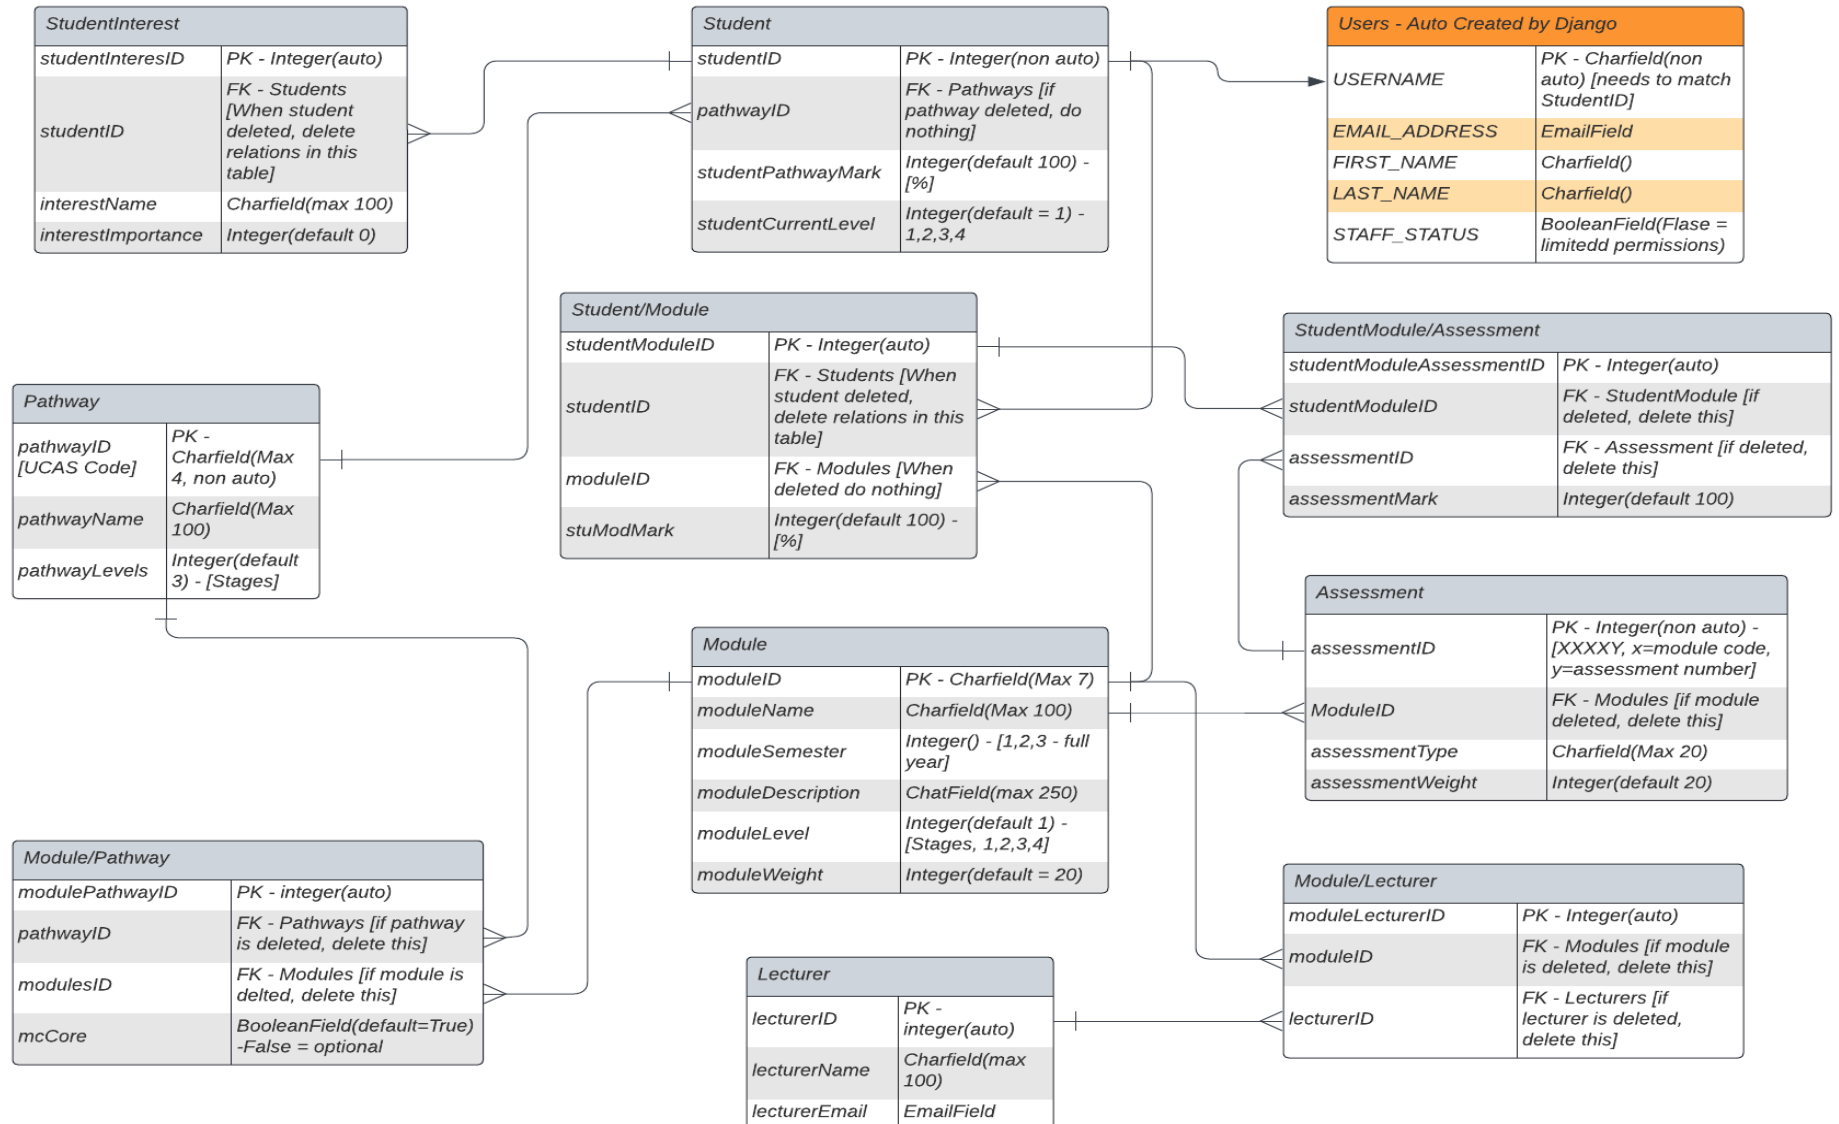 StudentInterest
studentInteresID
PK - Integer(auto)
studentID
FK - Students
[When student
deleted, delete
relations in this
table]
interestName
Charfield(max 100)
interestImportance
Integer(default 0)
Student
studentID
PK - Integer(non auto)
pathwayID
FK - Pathways [if
pathway deleted, do
nothing]
studentPathwayMark
Integer(default 100) -
[%]
studentCurrentLevel
Integer(default = 1) -
1,2,3,4
Users - Auto Created by Django
USERNAME
PK - Charfield(non
auto) [needs to match
StudentID]
EMAIL_ADDRESS
EmailField
FIRST_NAME
Charfield()
LAST_NAME
Charfield()
STAFF_STATUS
BooleanField(Flase =
limitedd permissions)
Student/Module
studentModuleID
PK - Integer(auto)
studentID
FK - Students [When
student deleted,
delete relations in this
table]
moduleID
FK - Modules [When
deleted do nothing]
stuModMark
Integer(default 100) -
[%]
StudentModule/Assessment
studentModuleAssessmentID
PK - Integer(auto)
studentModuleID
FK - StudentModule [if
deleted, delete this]
assessmentID
FK - Assessment [if deleted,
delete this]
assessmentMark
Integer(default 100)
Pathway
pathwayID
[UCAS Code]
PK -
Charfield(Max
4, non auto)
pathwayName
Charfield(Max
100)
pathwayLevels
Integer(default
3) - [Stages]
Assessment
assessmentID
PK - Integer(non auto) -
[XXXXY, x=module code,
y=assessment number]
ModuleID
FK - Modules [if module
deleted, delete this]
assessmentType
Charfield(Max 20)
assessmentWeight
Integer(default 20)
Module
moduleID
PK - Charfield(Max 7)
moduleName
Charfield(Max 100)
moduleSemester
Integer() - [1,2,3 - full
year]
moduleDescription
ChatField(max 250)
moduleLevel
Integer(default 1) -
[Stages, 1,2,3,4]
moduleWeight
Integer(default = 20)
Module/Pathway
modulePathwayID
PK - integer(auto)
pathwayID
FK - Pathways [if pathway
is deleted, delete this]
modulesID
FK - Modules [if module is
delted, delete this]
mcCore
BooleanField(default=True)
-False = optional
Module/Lecturer
moduleLecturerID
PK - Integer(auto)
moduleID
FK - Modules [if module
is deleted, delete this]
lecturerID
FK - Lecturers [if
lecturer is deleted,
delete this]
Lecturer
lecturerID
PK -
integer(auto)
lecturerName
Charfield(max
100)
lecturerEmail
EmailField